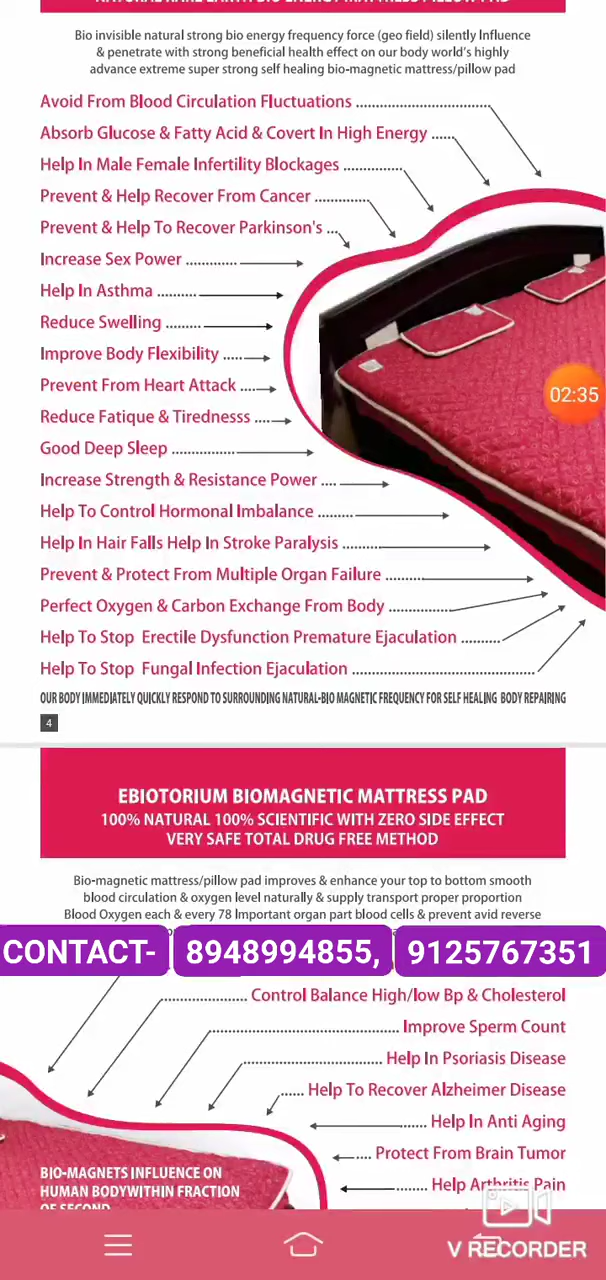 Bio invisible natural strong bio energy frequency force (geo field) silently Influence
& penetrate with strong beneficial health effect on our body world's highly
advance extreme super strong self healing bio-magnetic mattress/pillow pad
Avoid From Blood Circulation Fluctuations
Absorb Glucose & Fatty Acid & Covert In High Energy
Help In Male Female Infertility Blockages
Prevent & Help Recover From Cancer
Prevent & Help To Recover Parkinson's
Increase Sex Power
Help In Asthma
Reduce Swelling
Improve Body Flexibility
Prevent From Heart Attack
02:35
Reduce Fatique & Tirednesss
Good Deep Sleep
Increase Strength & Resistance Power
Help To Control Hormonal Imbalance
Help In Hair Falls Help In Stroke Paralysis
Prevent & Protect From Multiple Organ Failure
Perfect Oxygen & Carbon Exchange From Body
Help To Stop Erectile Dysfunction Premature Ejaculation
Help To Stop Fungal Infection Ejaculation
OUR BODY IMMEDIATELY QUICKLY RESPOND TO SURROUNDING NATURAL-BIO MAGNETIC FREQUENCY FOR SELF HEALING BODY REPAIRING
4
EBIOTORIUM BIOMAGNETIC MATTRESS PAD
100% NATURAL 100% SCIENTIFIC WITH ZERO SIDE EFFECT
VERY SAFE TOTAL DRUG FREE METHOD
Bio-magnetic mattress/pillow pad improves & enhance your top to bottom smooth
blood circulation & oxygen level naturally & supply transport proper proportion
Blood Oxygen each & every 78 Important organ part blood cells & prevent avid reverse
CONTACT- 8948994855, 9125767351
Control Balance High/low Bp & Cholesterol
Improve Sperm Count
Help In Psoriasis Disease
Help To Recover Alzheimer Disease
Help In Anti Aging
Protect From Brain Tumor
Help Arthritis Pain
BIO-MAGNETS INFLUENCE ON
HUMAN BODYWITHIN FRACTION
OF SECOND
V RECORDER